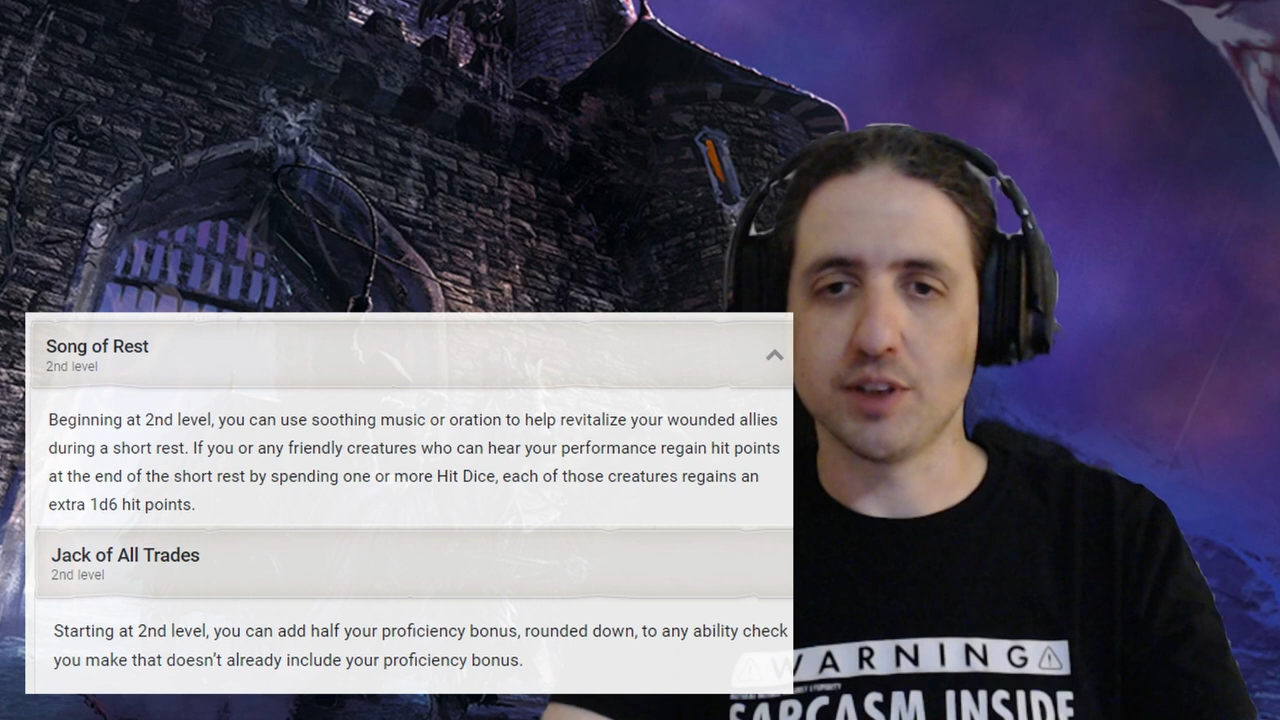 Song of Rest
2nd level
Beginning at 2nd level, you can use soothing music or oration to help revitalize your wounded allies
during a short rest. If you or any friendly creatures who can hear your performance regain hit points
at the end of the short rest by spending one or more Hit Dice, each of those creatures regains an
extra 1d6 hit points.
Jack of All Trades
2nd level
Starting at 2nd level, you can add half your proficiency bonus, rounded down, to any ability check
you make that doesn't already include your proficiency bonus.
WARNING
SARCASM INSIDE